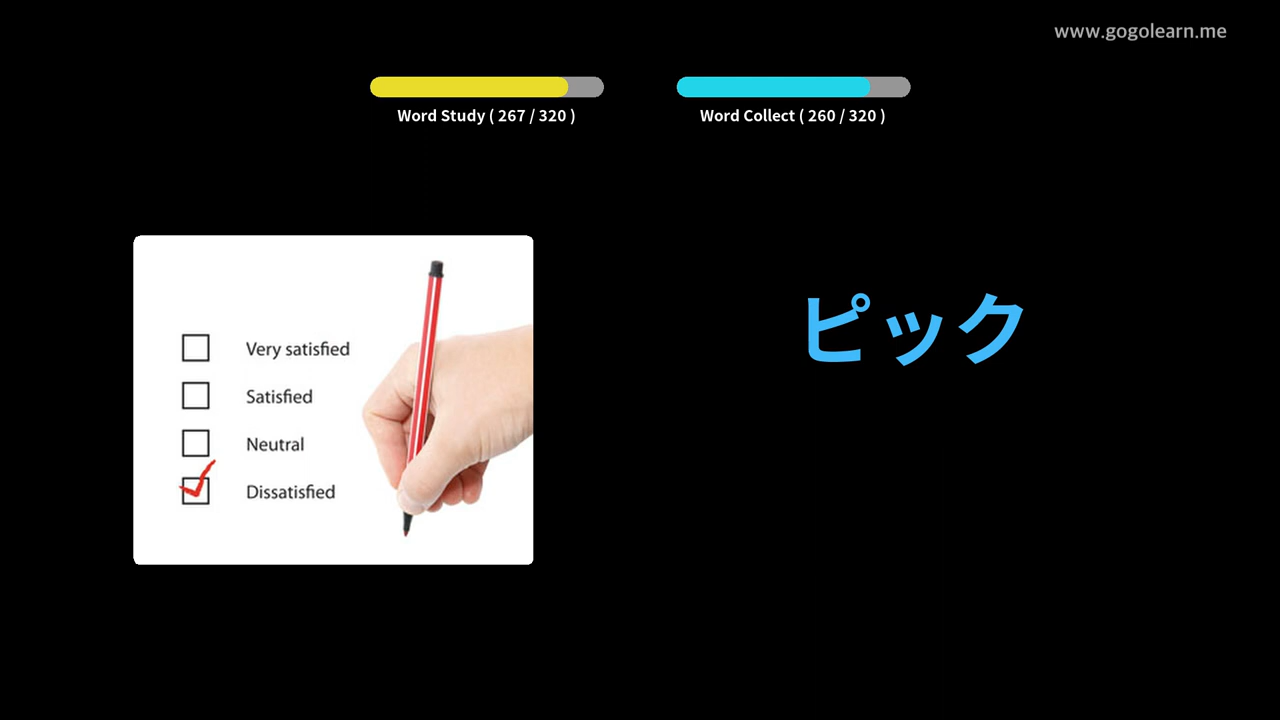 www.gogolearn.me
Word Study ( 267 / 320 )
Word Collect ( 260 / 320 )
Very satisfied
Satisfied
Neutral
Dissatisfied
ピック